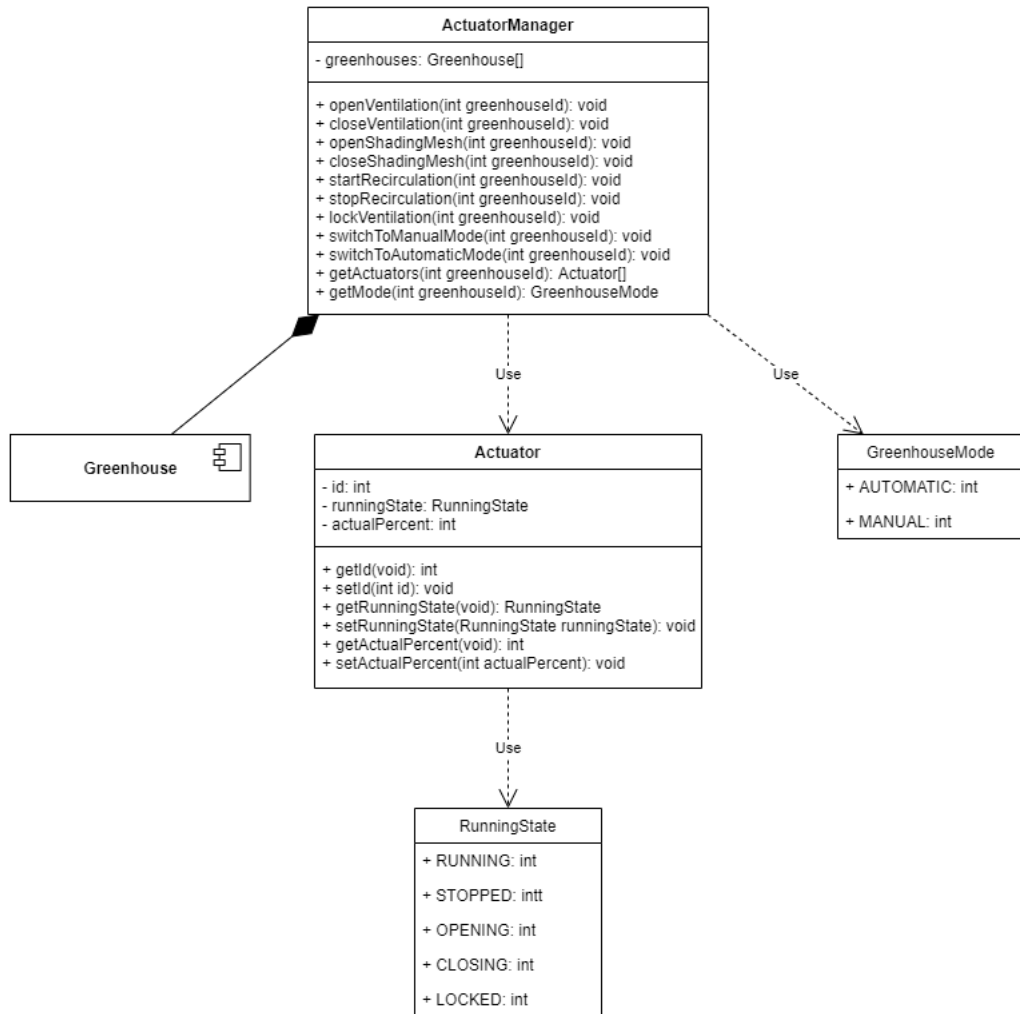 ActuatorManager
- greenhouses: Greenhouse[]
+ openVentilation(int greenhouseId): void
+ closeVentilation(int greenhouseId): void
+ openShadingMesh(int greenhouseId): void
+ closeShadingMesh(int greenhouseId): void
+ startRecirculation(int greenhouseId): void
+ stopRecirculation(int greenhouseId): void
+ lockVentilation(int greenhouseId): void
+ switchToManualMode(int greenhouseId): void
+ switchToAutomaticMode(int greenhouseId): void
+ getActuators(int greenhouseId): Actuator[]
+ getMode(int greenhouseId): GreenhouseMode
Use
Use
Greenhouse
Actuator
- id: int
- runningState: RunningState
- actualPercent: int
+ getId(void): int
+ setId(int id): void
+ getRunningState(void): RunningState
+ setRunningState(RunningState runningState): void
+ getActualPercent(void): int
+ setActualPercent(int actualPercent): void
GreenhouseMode
+ AUTOMATIC: int
+ MANUAL: int
Use
RunningState
+ RUNNING: int
+ STOPPED: intt
+ OPENING: int
+ CLOSING: int
+ LOCKED: int